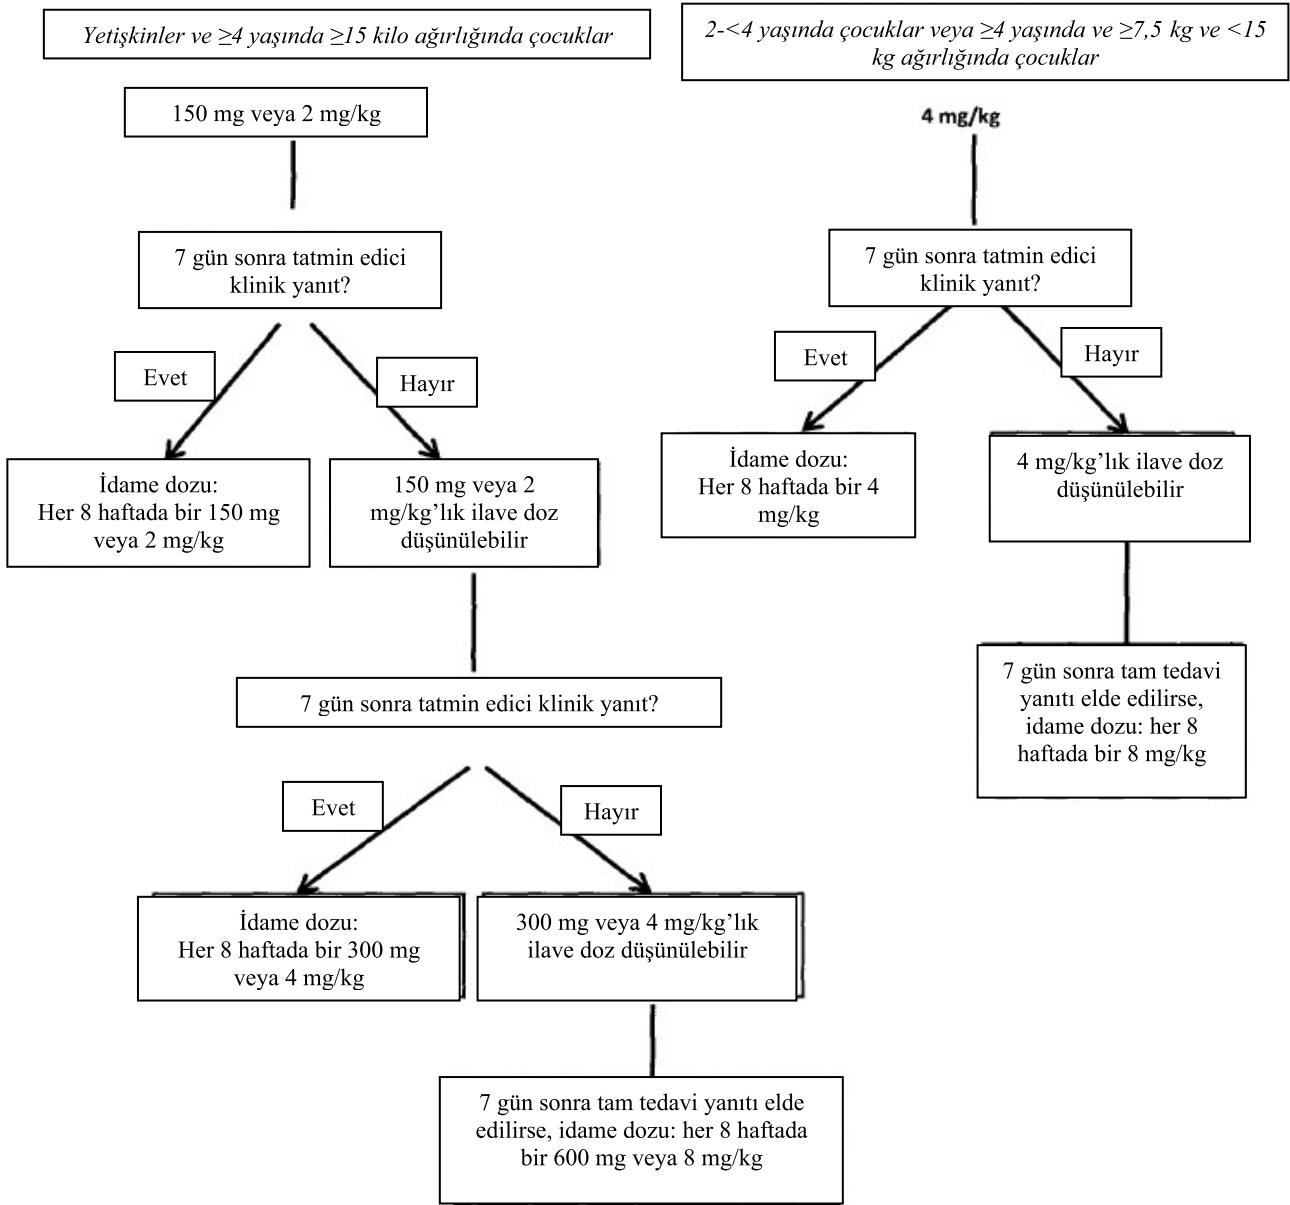 Yetişkinler ve ≥4 yaşında ≥15 kilo ağırlığında çocuklar
150 mg veya 2 mg/kg
7 gün sonra tatmin edici
klinik yanıt?
Evet
Hayır
İdame dozu:
Her 8 haftada bir 150 mg
veya 2 mg/kg
150 mg veya 2
mg/kg’lık ilave doz
düşünülebilir
7 gün sonra tatmin edici klinik yanıt?
Evet
Hayır
İdame dozu:
Her 8 haftada bir 300 mg
veya 4 mg/kg
300 mg veya 4 mg/kg’lık
ilave doz düşünülebilir
7 gün sonra tam tedavi yanıtı elde
edilirse, idame dozu: her 8 haftada
bir 600 mg veya 8 mg/kg
2-<4 yaşında çocuklar veya ≥4 yaşında ve ≥7,5 kg ve <15
kg ağırlığında çocuklar
4 mg/kg
7 gün sonra tatmin edici
klinik yanıt?
Evet
Hayır
İdame dozu:
Her 8 haftada bir 4
mg/kg
4 mg/kg’lık ilave doz
düşünülebilir
7 gün sonra tam tedavi
yanıtı elde edilirse,
idame dozu: her 8
haftada bir 8 mg/kg